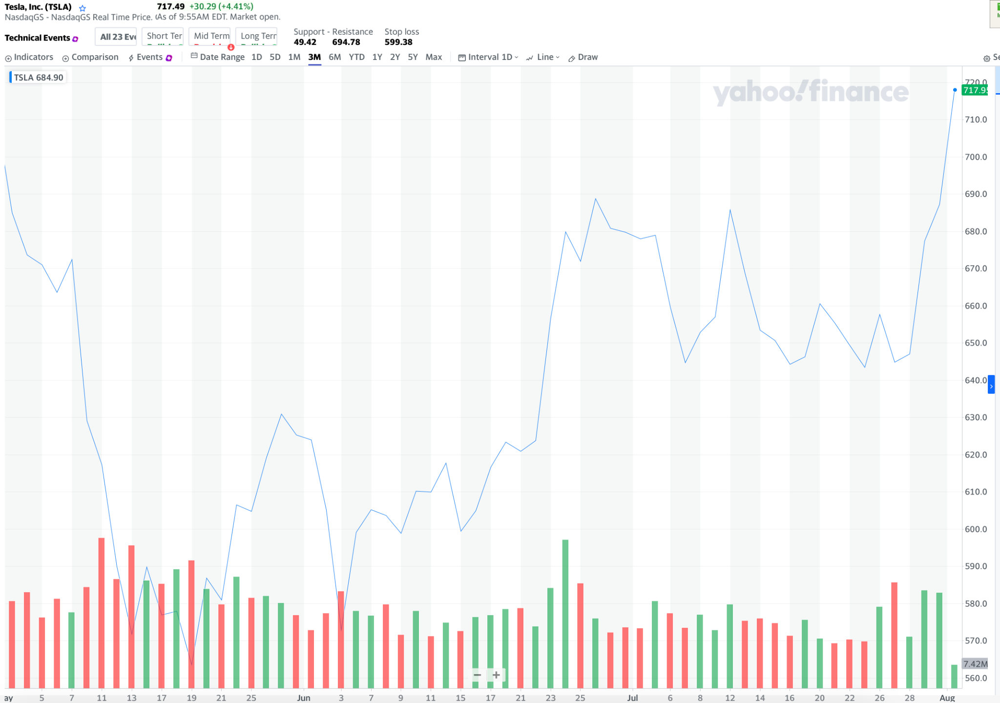 Tesla, Inc. (TSLA) 717.49 +30.29 (+4.41%)
NasdaqGS - NasdaqGS Real Time Price. (As of 9:55AM EDT. Market open.
Technical Events All 23 Eve Short Ter Mid Term Long Terr Support - Resistance Stop loss
49.42 694.78 599.38
Indicators Comparison Events Date Range 1D 5D 1M 3M 6M YTD 1Y 2Y 5Y Max Interval 1D Line Draw Se
TSLA 684.90
yahoo!finance
720.0
717.95
710.0
700.0
690.0
680.0
670.0
660.0
650.0
640.0
630.0
620.0
610.0
600.0
590.0
580.0
570.0
7.42M
560.0
− +
ay 5 7 11 13 17 19 21 25 Jun 3 7 9 11 15 17 21 23 25 Jul 6 8 12 14 16 20 22 26 28 Aug